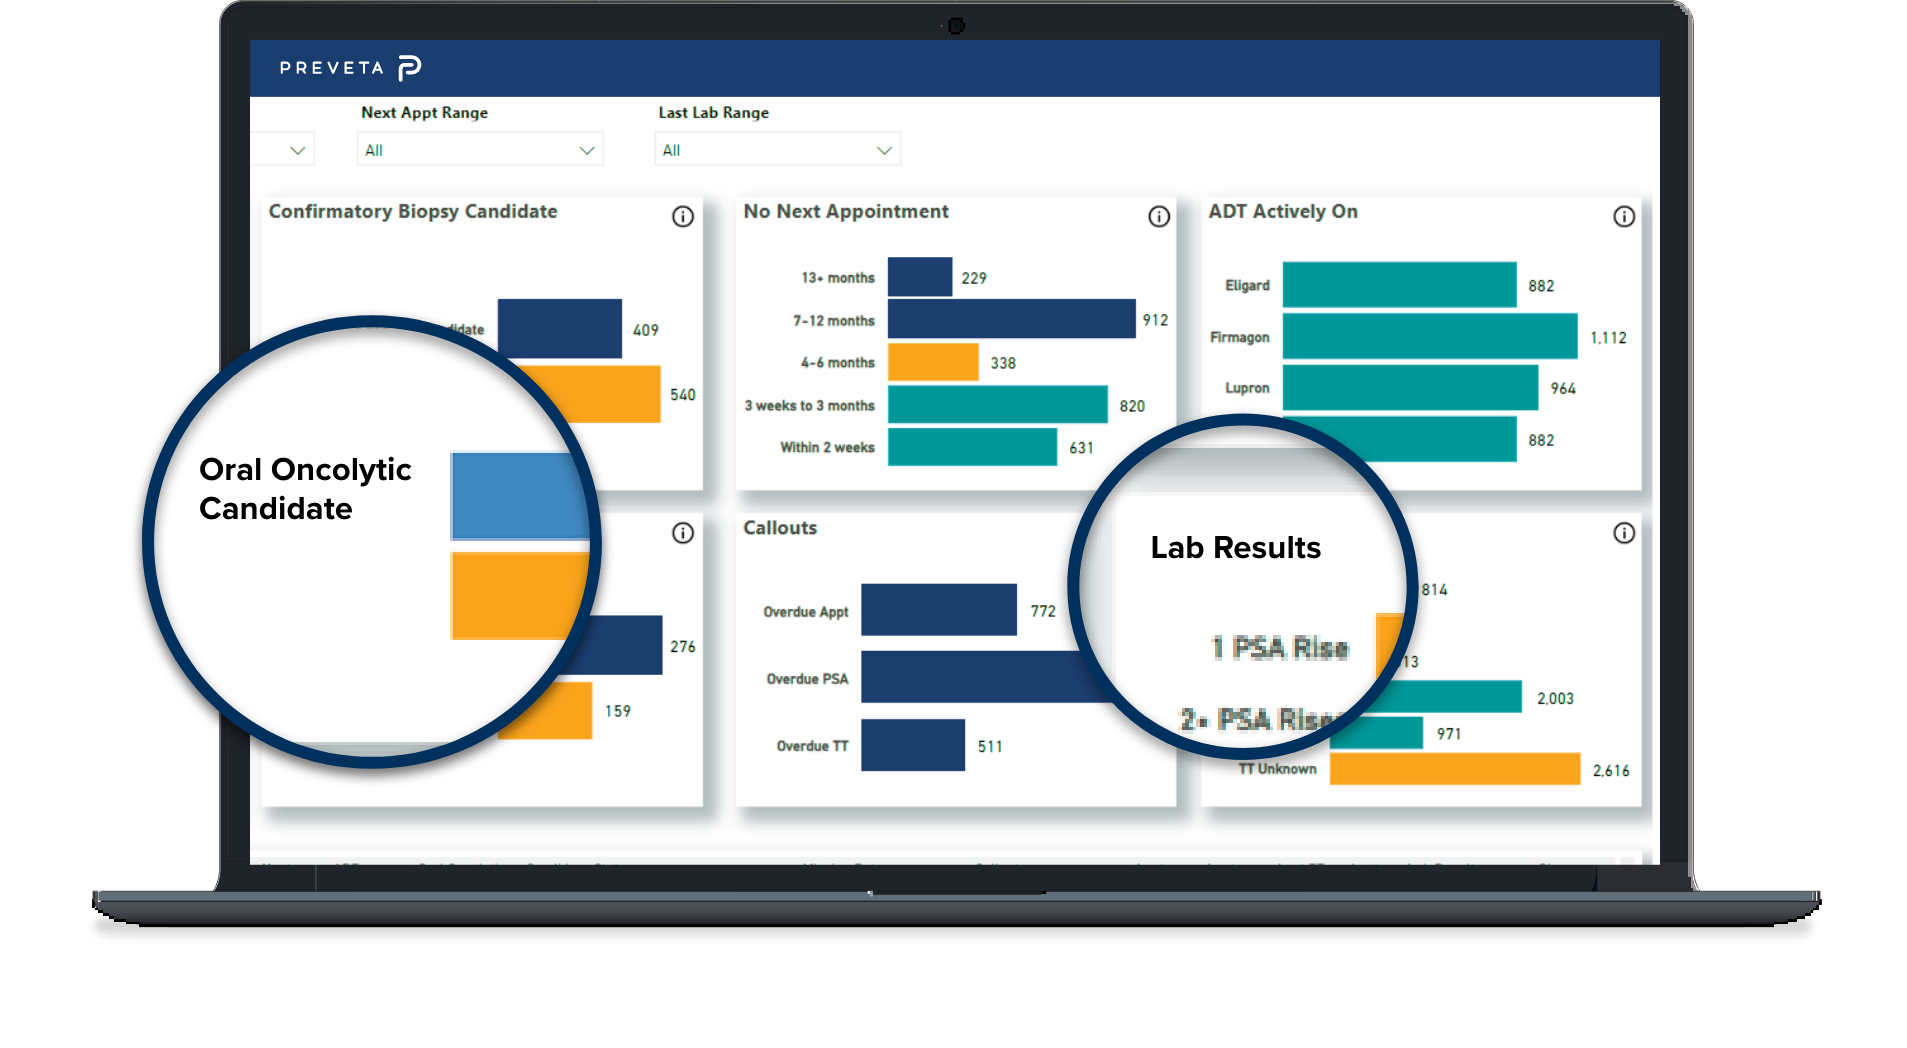 PREVETA
Next Appt Range
Last Lab Range
All
All
Confirmatory Biopsy Candidate
409
540
No Next Appointment
13+ months
229
7-12 months
912
4-6 months
338
3 weeks to 3 months
820
Within 2 weeks
631
ADT Actively On
Eligard
882
Firmagon
1,112
Lupron
964
882
Oral Oncolytic
Candidate
276
159
Callouts
Overdue Appt
772
Overdue PSA
Overdue TT
511
Lab Results
814
1 PSA Rise
13
2+ PSA Rise
2,003
971
TT Unknown
2,616